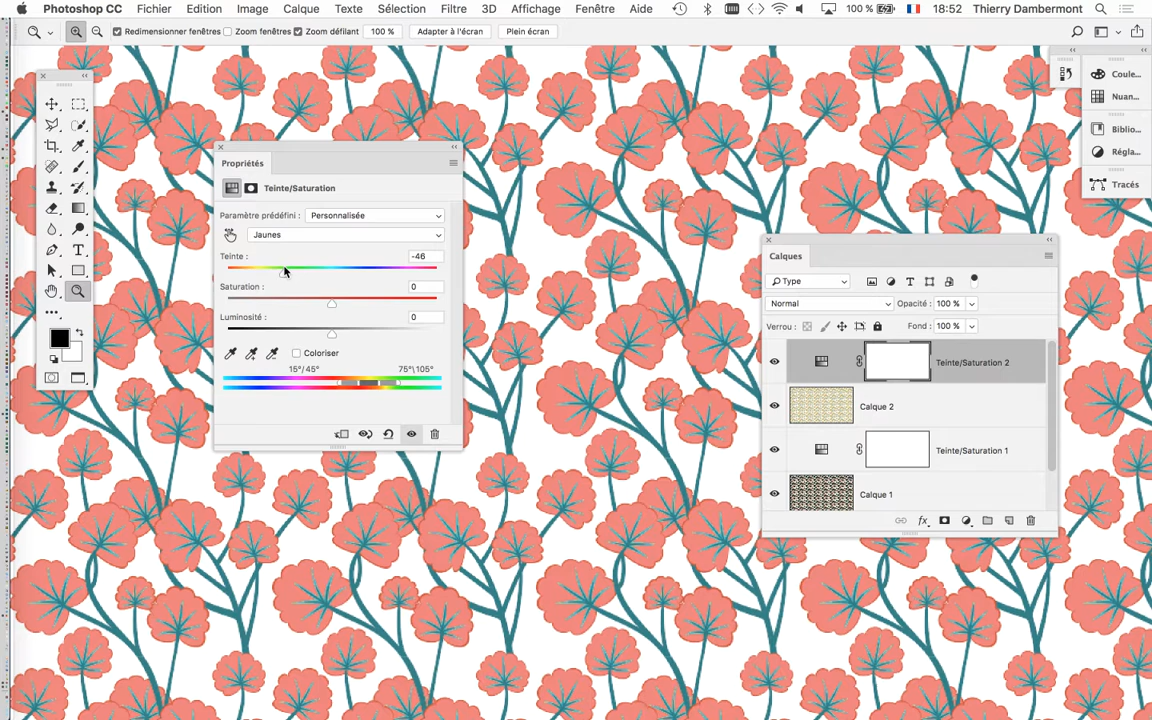 Photoshop CC Fichier Edition Image Calque Texte Sélection Filtre 3D Affichage Fenêtre Aide 100 % 18:52 Thierry Dambermont
Redimensionner fenêtres Zoom fenêtres Zoom défilant 100 % Adapter à l'écran Plein écran
Coule...
Nuan...
Biblio...
Régla...
Tracés
Propriétés
Teinte/Saturation
Paramètre prédéfini : Personnalisée
Jaunes
Teinte : -46
Saturation : 0
Luminosité : 0
Coloriser
15°/ 45° 75°\105°
Calques
Type
Normal Opacité : 100 %
Verrou : Fond : 100 %
Teinte/Saturation 2
Calque 2
Teinte/Saturation 1
Calque 1
fx